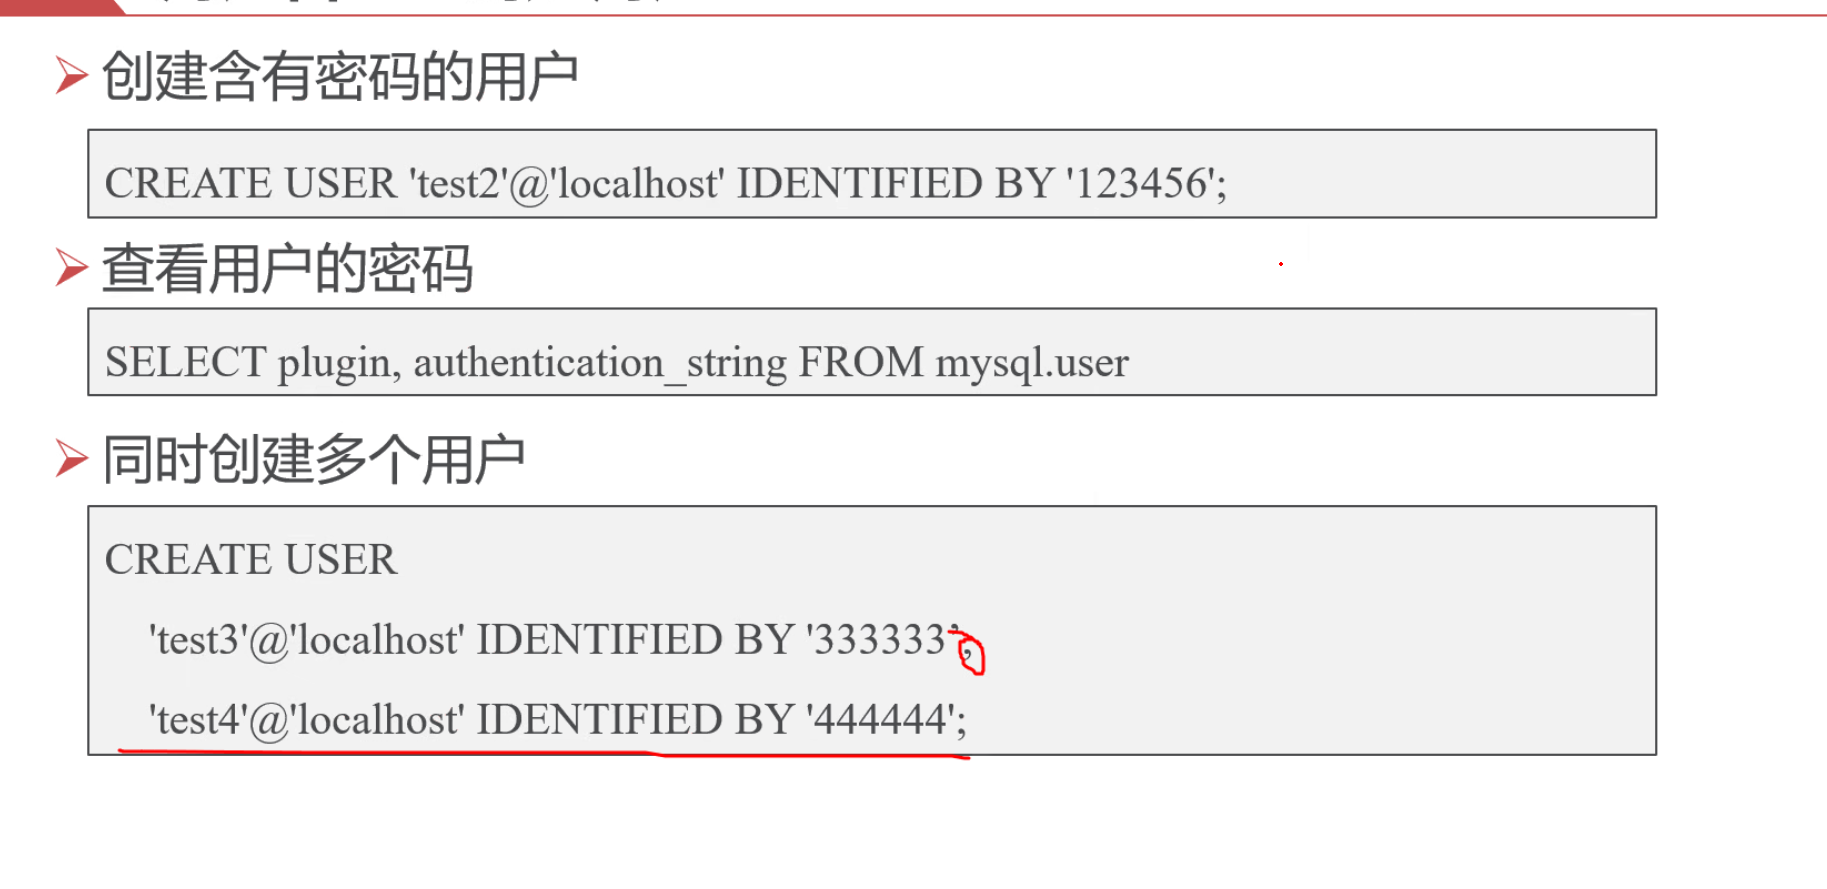 创建含有密码的用户
CREATE USER 'test2'@'localhost' IDENTIFIED BY '123456';
查看用户的密码
SELECT plugin, authentication_string FROM mysql.user
同时创建多个用户
CREATE USER
'test3'@'localhost' IDENTIFIED BY '333333’,
'test4'@'localhost' IDENTIFIED BY '444444';